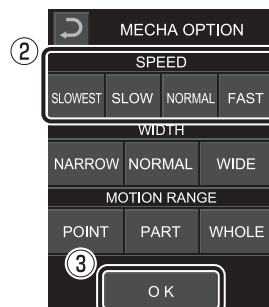 MECHA OPTION
②
SPEED
SLOWEST SLOW NORMAL FAST
WIDTH
NARROW NORMAL WIDE
MOTION RANGE
POINT PART WHOLE
③
OK